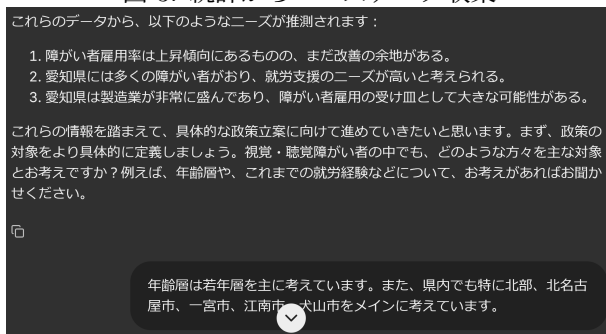 これらのデータから、以下のようなニーズが推測されます：
1. 障がい者雇用率は上昇傾向にあるものの、まだ改善の余地がある。
2. 愛知県には多くの障がい者がおり、就労支援のニーズが高いと考えられる。
3. 愛知県は製造業が非常に盛んであり、障がい者雇用の受け皿として大きな可能性がある。
これらの情報を踏まえて、具体的な政策立案に向けて進めていきたいと思います。まず、政策の
対象をより具体的に定義しましょう。視覚・聴覚障がい者の中でも、どのような方々を主な対象
とお考えですか？例えば、年齢層や、これまでの就労経験などについて、お考えがあればお聞か
せください。
年齢層は若年層を主に考えています。また、県内でも特に北部、北名古
屋市、一宮市、江南市、犬山市をメインに考えています。